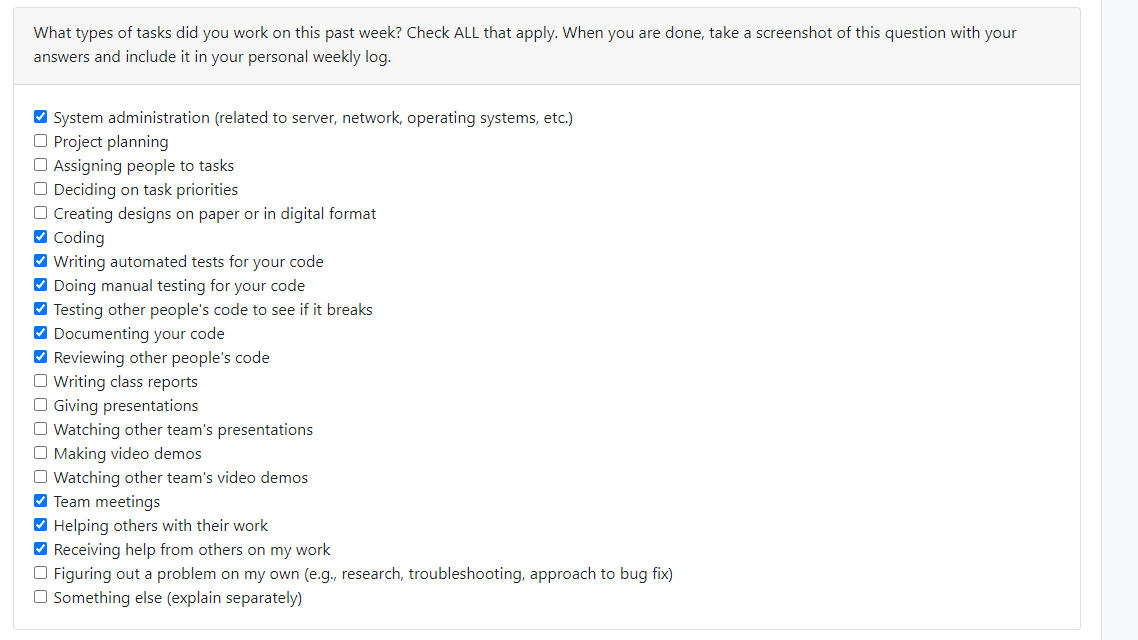 What types of tasks did you work on this past week? Check ALL that apply. When you are done, take a screenshot of this question with your
answers and include it in your personal weekly log.
System administration (related to server, network, operating systems, etc.)
Project planning
Assigning people to tasks
Deciding on task priorities
Creating designs on paper or in digital format
Coding
Writing automated tests for your code
Doing manual testing for your code
Testing other people's code to see if it breaks
Documenting your code
Reviewing other people's code
Writing class reports
Giving presentations
Watching other team's presentations
Making video demos
Watching other team's video demos
Team meetings
Helping others with their work
Receiving help from others on my work
Figuring out a problem on my own (e.g., research, troubleshooting, approach to bug fix)
Something else (explain separately)